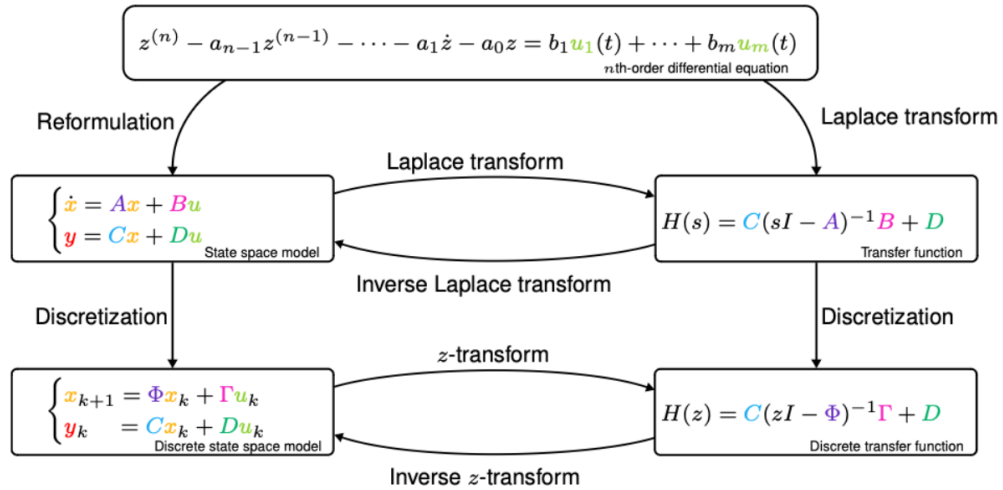 z^{(n)} − a_{n−1}z^{(n−1)} − ⋯ − a_1ż − a_0z = b_1u_1(t) + ⋯ + b_mu_m(t)
nth-order differential equation
Reformulation
Laplace transform
Laplace transform
ẋ = Ax + Bu
y = Cx + Du
State space model
H(s) = C(sI − A)^{−1}B + D
Transfer function
Inverse Laplace transform
Discretization
Discretization
z-transform
x_{k+1} = Φx_k + Γu_k
y_k = Cx_k + Du_k
Discrete state space model
H(z) = C(zI − Φ)^{−1}Γ + D
Discrete transfer function
Inverse z-transform